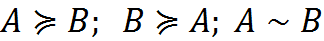 A ≽ B; B ≽ A; A ~ B